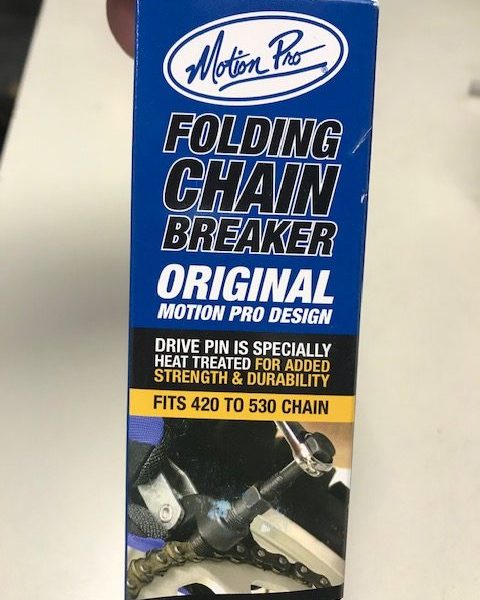 Motion Pro
FOLDING
CHAIN
BREAKER
ORIGINAL
MOTION PRO DESIGN
DRIVE PIN IS SPECIALLY
HEAT TREATED FOR ADDED
STRENGTH & DURABILITY
FITS 420 TO 530 CHAIN